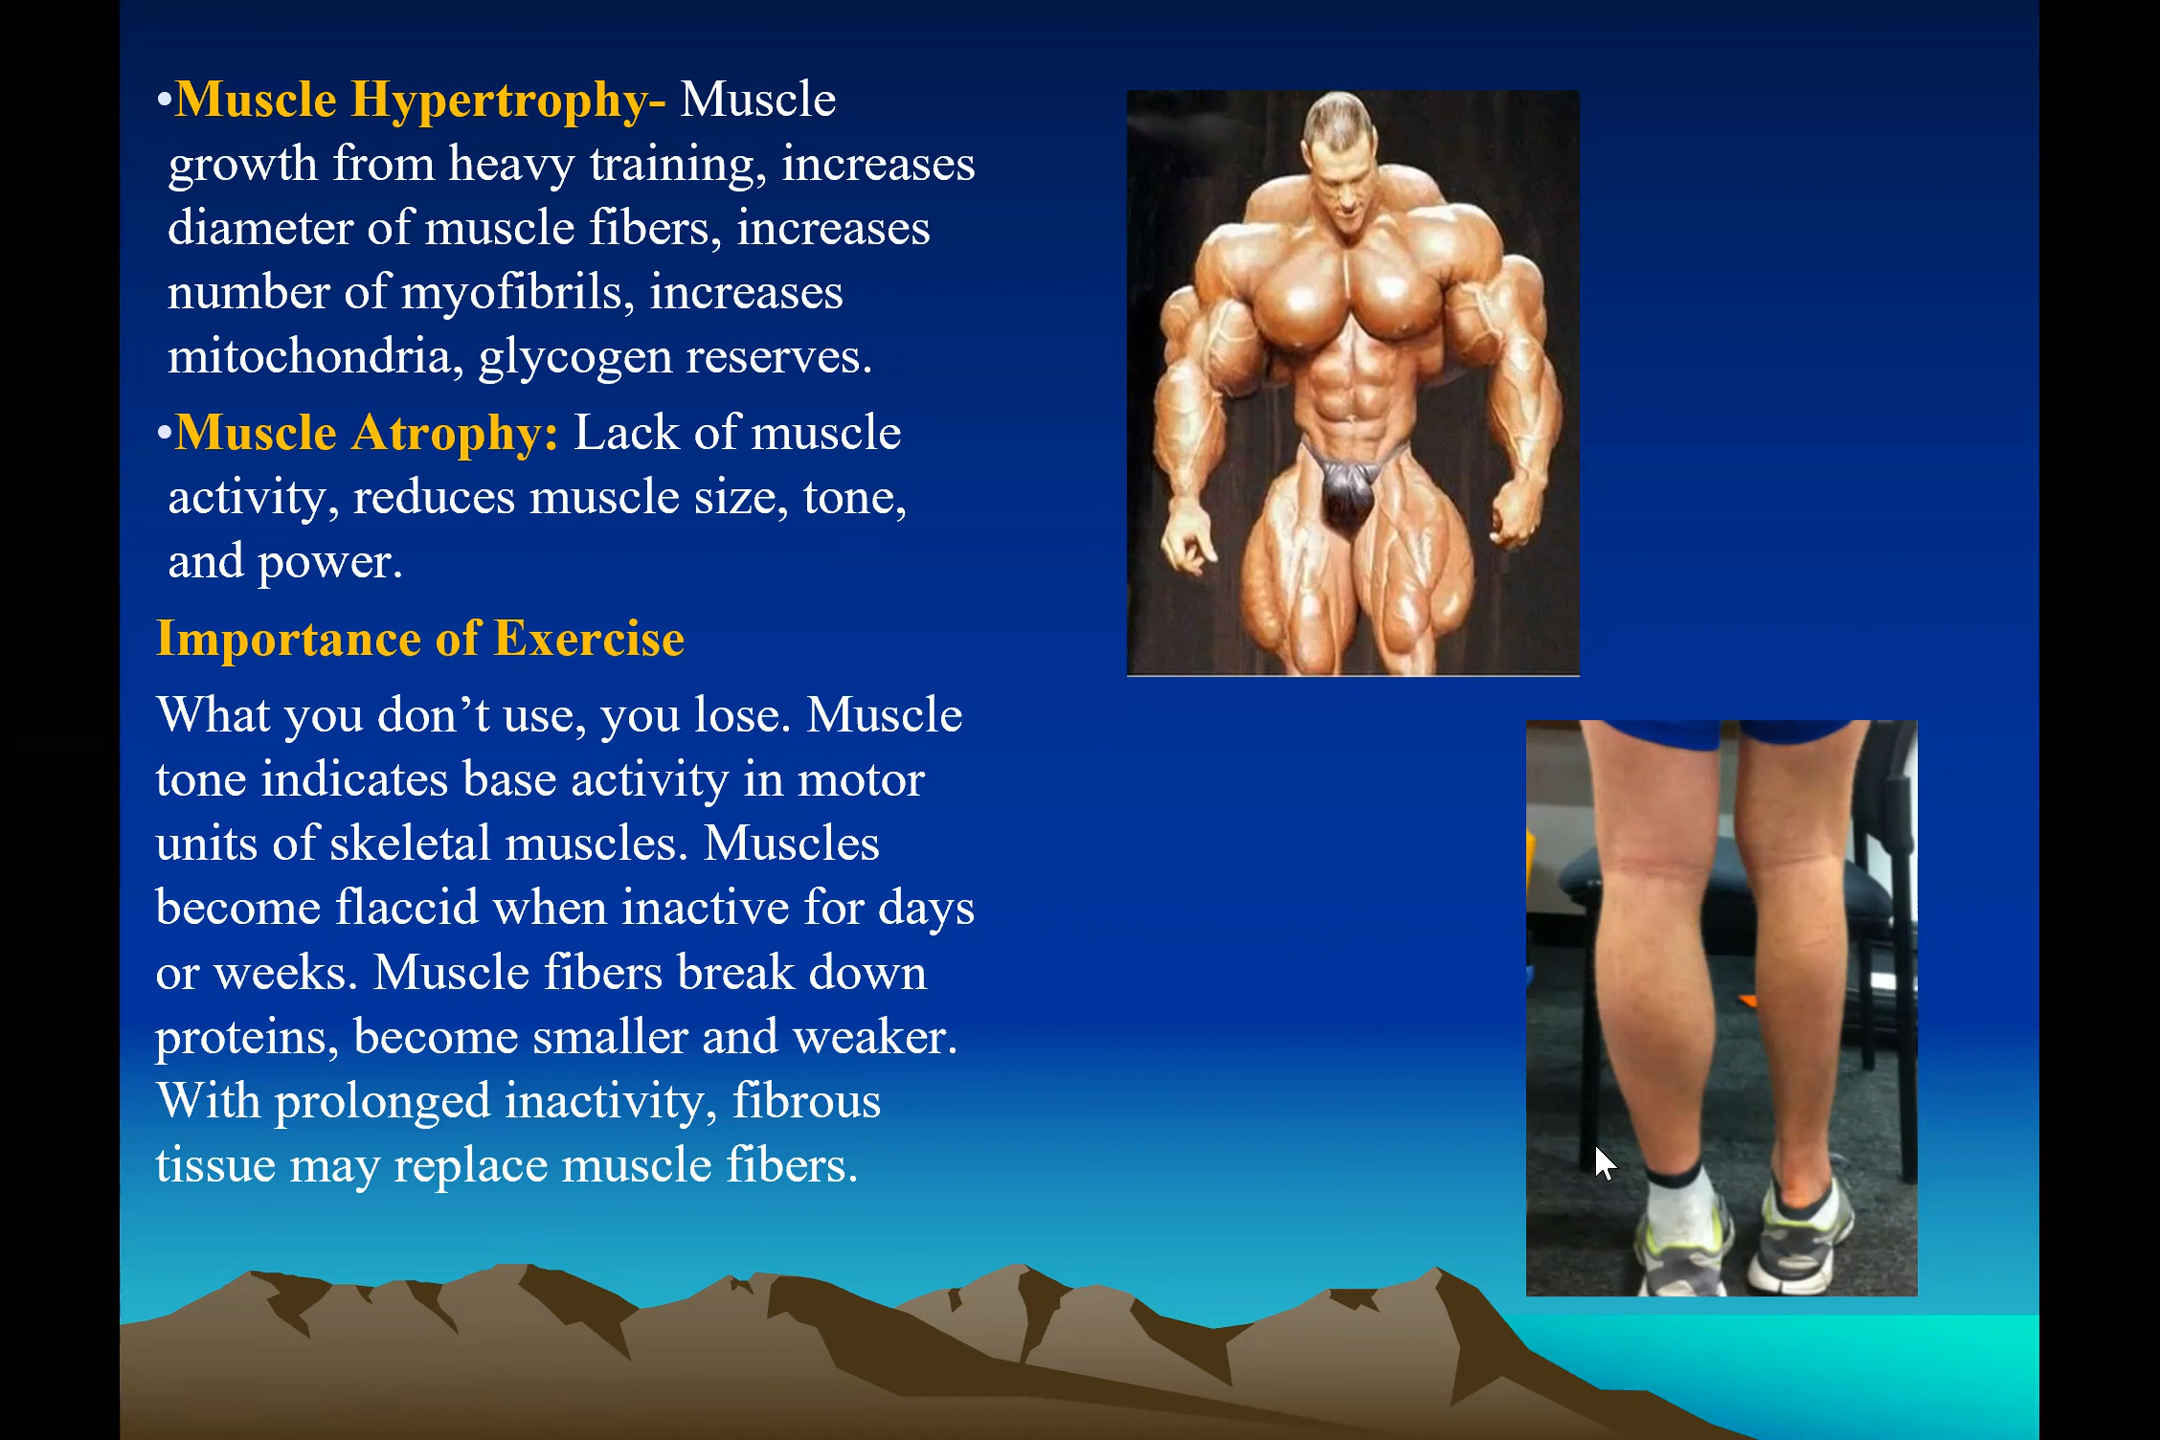 •Muscle Hypertrophy- Muscle
growth from heavy training, increases
diameter of muscle fibers, increases
number of myofibrils, increases
mitochondria, glycogen reserves.
•Muscle Atrophy: Lack of muscle
activity, reduces muscle size, tone,
and power.
Importance of Exercise
What you don’t use, you lose. Muscle
tone indicates base activity in motor
units of skeletal muscles. Muscles
become flaccid when inactive for days
or weeks. Muscle fibers break down
proteins, become smaller and weaker.
With prolonged inactivity, fibrous
tissue may replace muscle fibers.